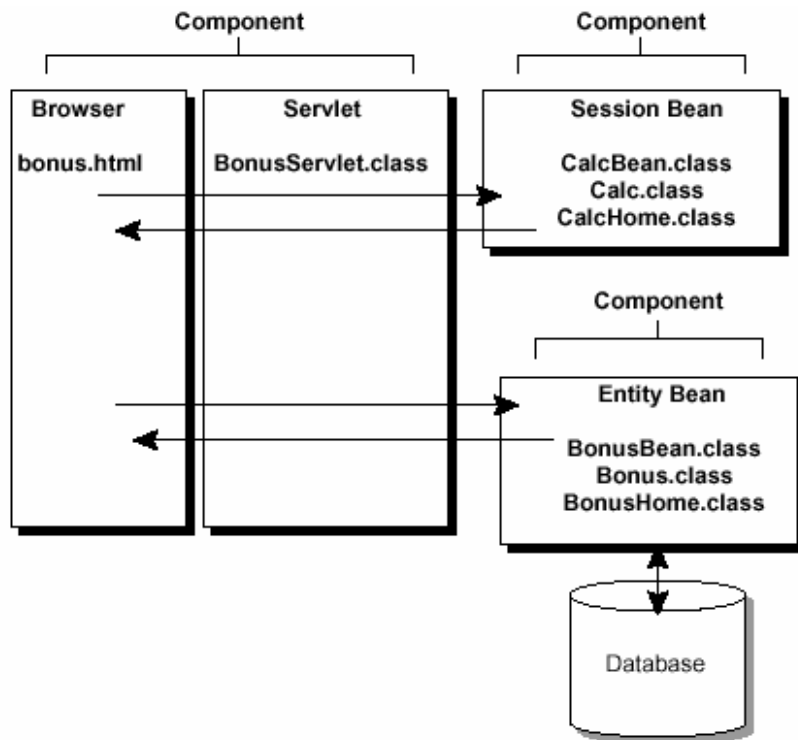 Component
Component
Browser
bonus.html
Servlet
BonusServlet.class
Session Bean
CalcBean.class
Calc.class
CalcHome.class
Component
Entity Bean
BonusBean.class
Bonus.class
BonusHome.class
Database